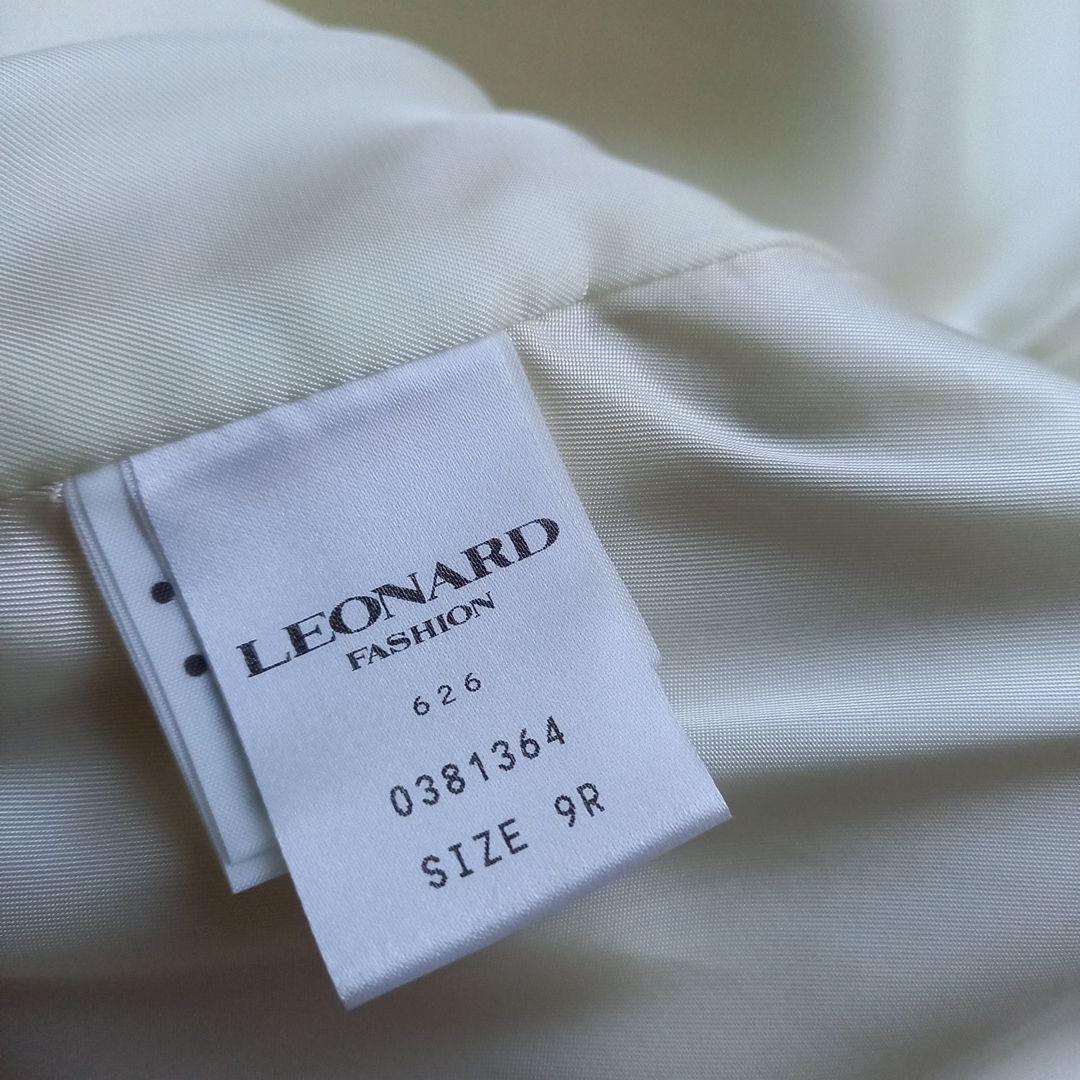 LEONARD
FASHION
626
0381364
SIZE 9R